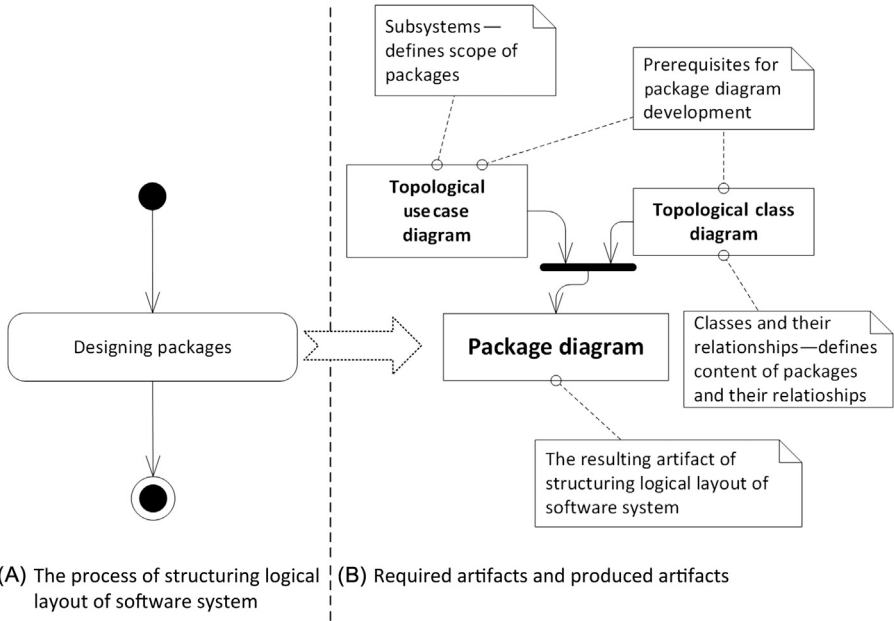 Subsystems—
defines scope of
packages
Prerequisites for
package diagram
development
Topological
use case
diagram
Topological class
diagram
Designing packages
Package diagram
Classes and their
relationships—defines
content of packages
and their relatioships
The resulting artifact of
structuring logical layout of
software system
(A) The process of structuring logical
layout of software system
(B) Required artifacts and produced artifacts